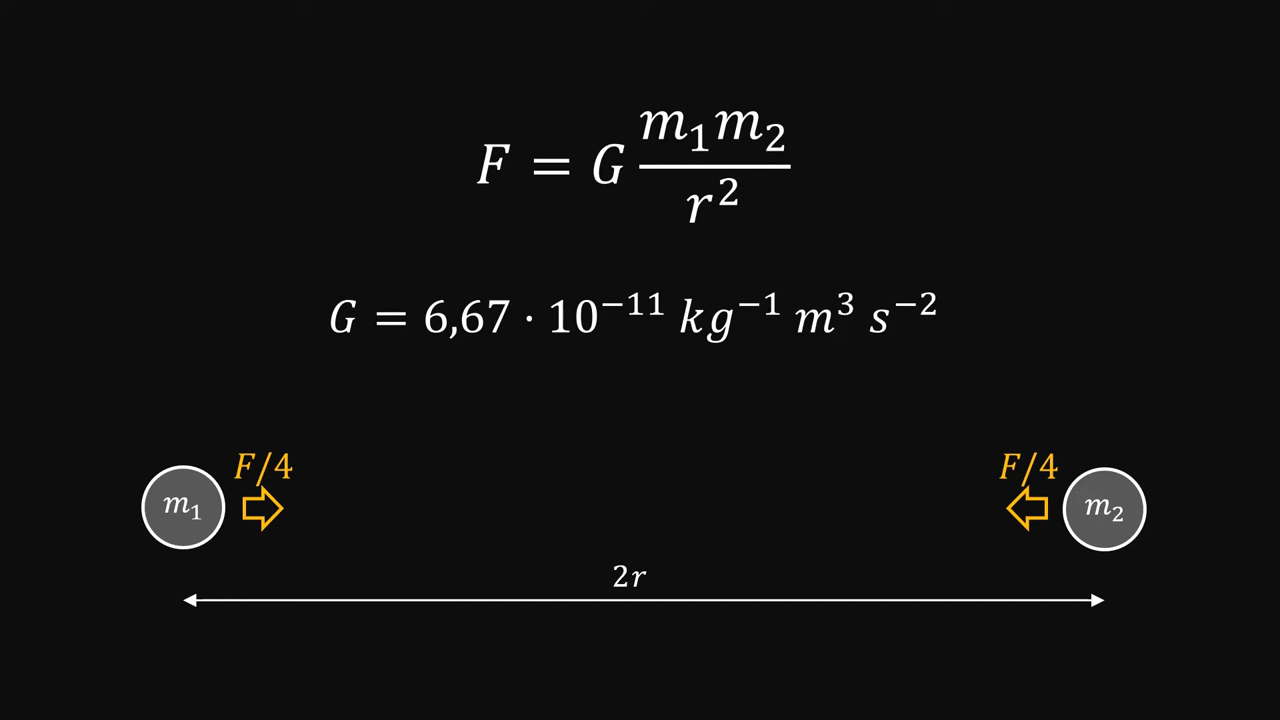 F = G m₁m₂ / r²
G = 6,67 · 10⁻¹¹ kg⁻¹ m³ s⁻²
F/4 F/4
m₁ m₂
2r